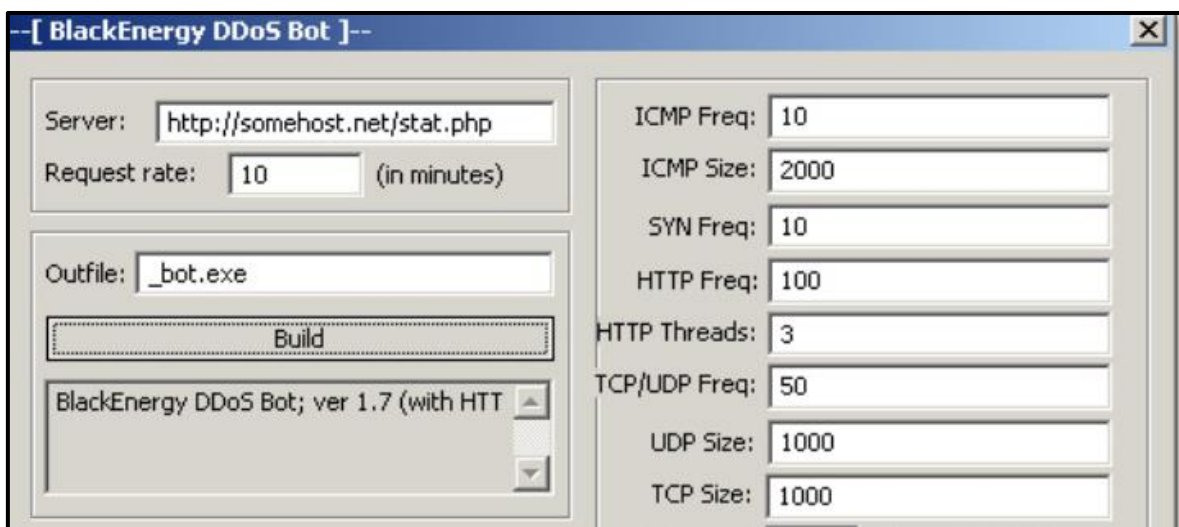 --[ BlackEnergy DDoS Bot ]--
Server: http://somehost.net/stat.php
Request rate: 10 (in minutes)
Outfile: _bot.exe
Build
BlackEnergy DDoS Bot; ver 1.7 (with HTT
ICMP Freq: 10
ICMP Size: 2000
SYN Freq: 10
HTTP Freq: 100
HTTP Threads: 3
TCP/UDP Freq: 50
UDP Size: 1000
TCP Size: 1000